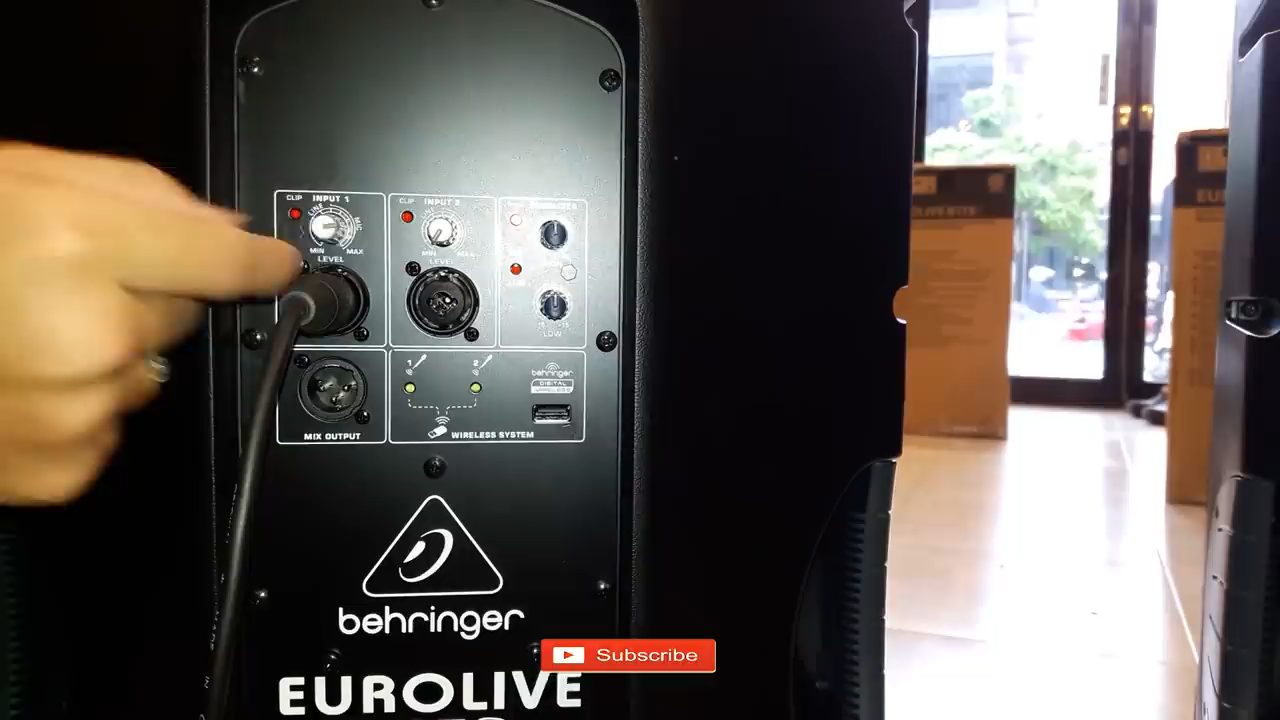 CLIP INPUT 1
LINE MIC
MIN MAX
LEVEL
CLIP INPUT 2
LINE
MIN MAX
LEVEL
LOW
MIX OUTPUT
1 2
behringer
DIGITAL
WIRELESS
WIRELESS SYSTEM
behringer
EUROLIVE
Subscribe